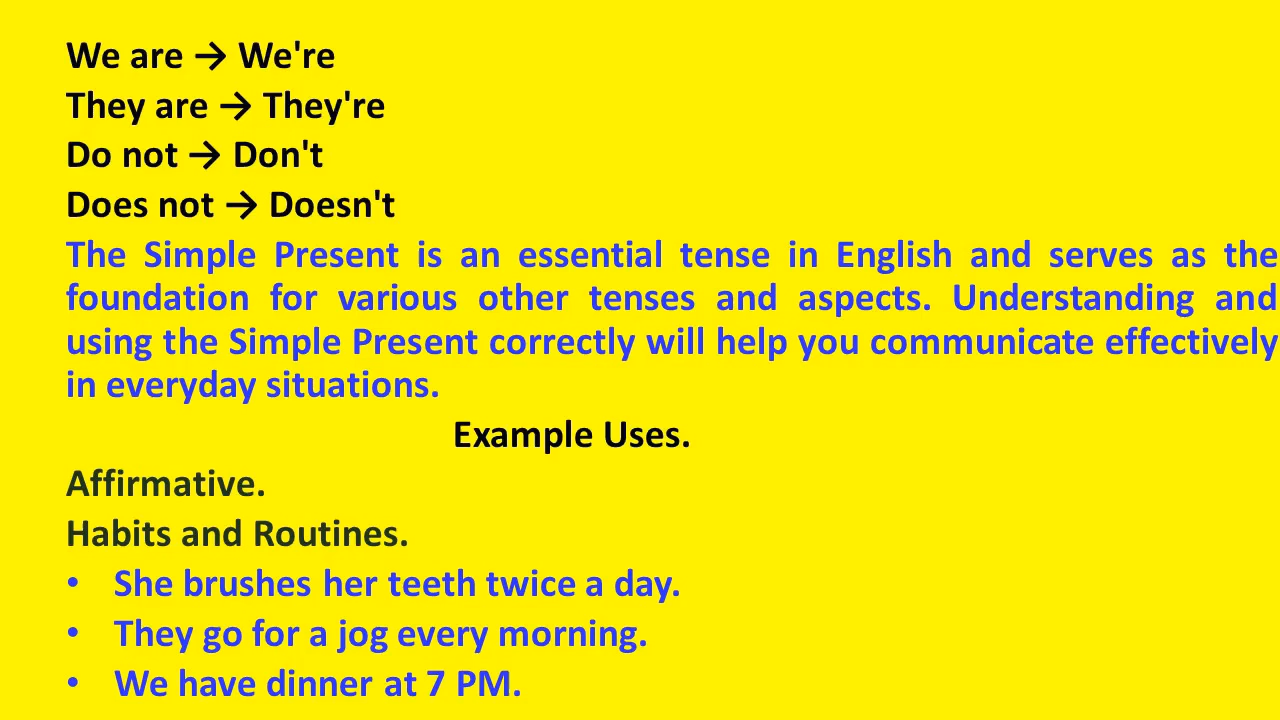 We are → We're
They are → They're
Do not → Don't
Does not → Doesn't
The Simple Present is an essential tense in English and serves as the
foundation for various other tenses and aspects. Understanding and
using the Simple Present correctly will help you communicate effectively
in everyday situations.
Example Uses.
Affirmative.
Habits and Routines.
• She brushes her teeth twice a day.
• They go for a jog every morning.
• We have dinner at 7 PM.